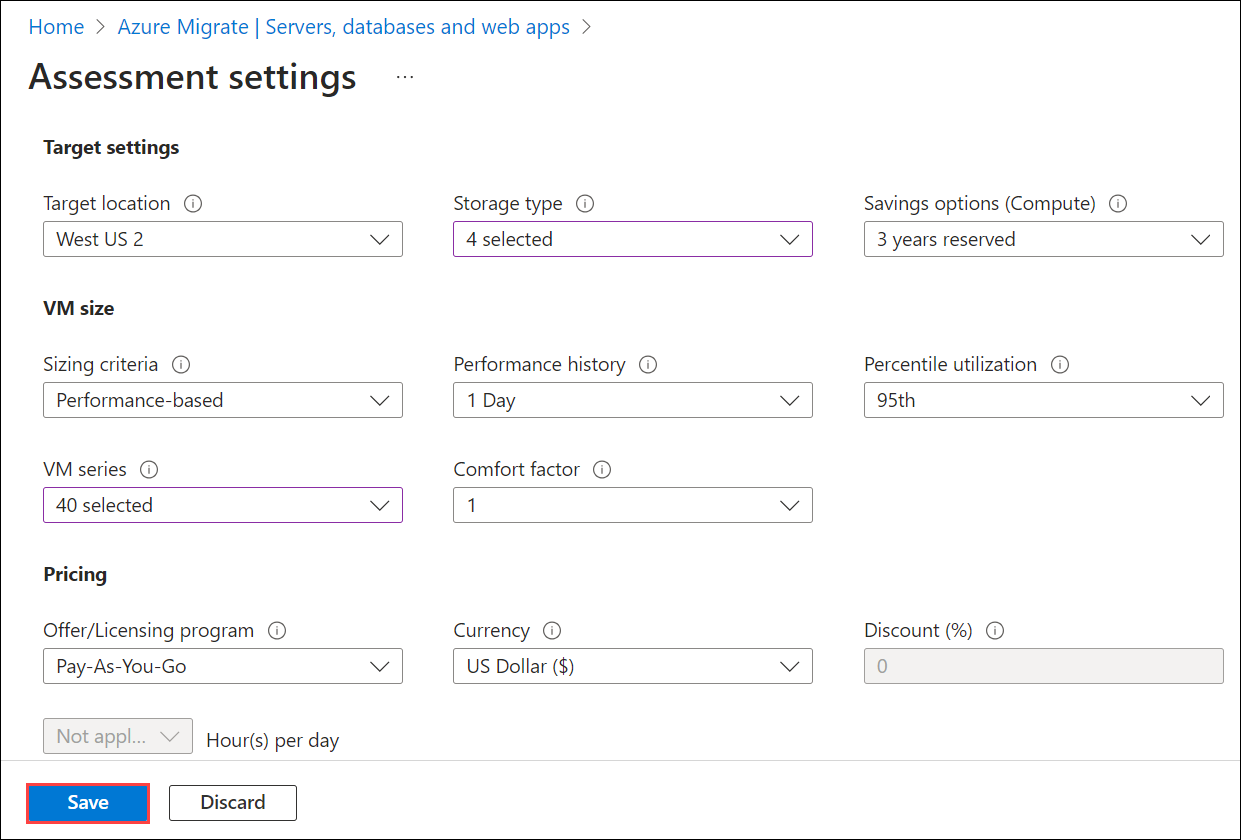 Home > Azure Migrate | Servers, databases and web apps >
Assessment settings ...
Target settings
Target location Storage type Savings options (Compute)
West US 2 4 selected 3 years reserved
VM size
Sizing criteria Performance history Percentile utilization
Performance-based 1 Day 95th
VM series Comfort factor
40 selected 1
Pricing
Offer/Licensing program Currency Discount (%)
Pay-As-You-Go US Dollar ($) 0
Not appl... Hour(s) per day
Save Discard